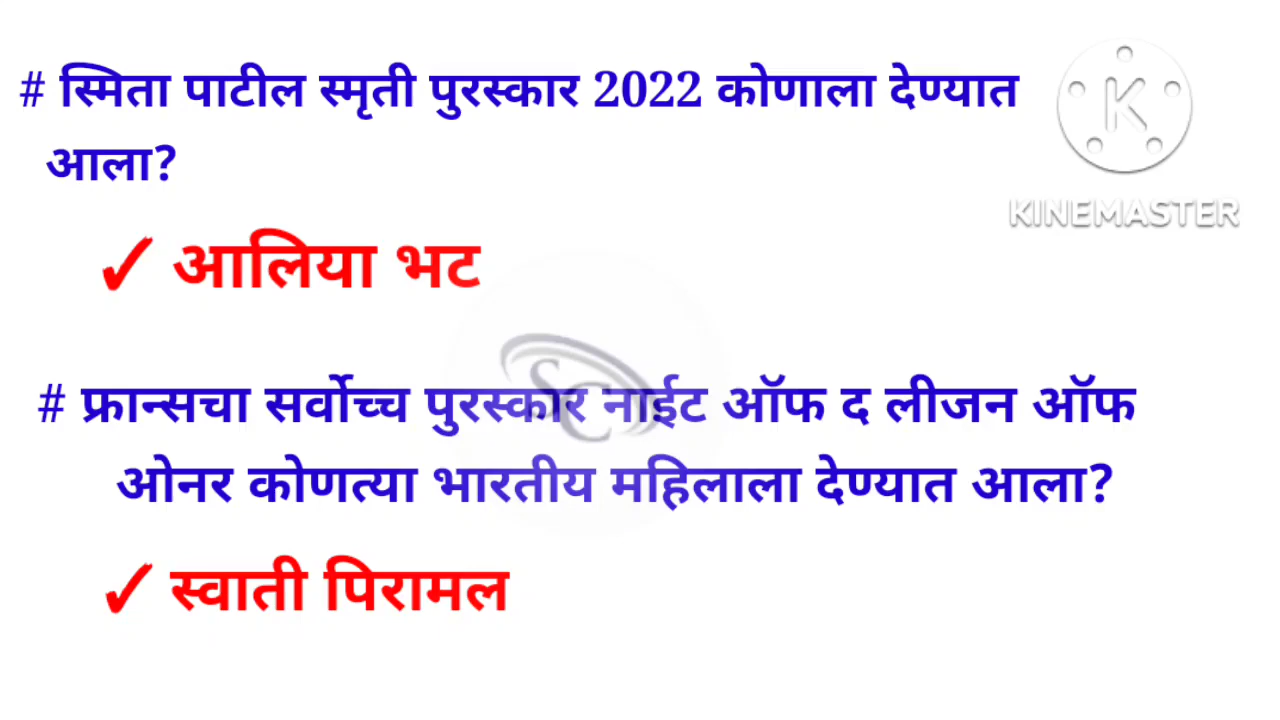 # स्मिता पाटील स्मृती पुरस्कार 2022 कोणाला देण्यात
आला?
✓ आलिया भट
# फ्रान्सचा सर्वोच्च पुरस्कार नाईट ऑफ द लीजन ऑफ
ओनर कोणत्या भारतीय महिलाला देण्यात आला?
✓ स्वाती पिरामल
K
KINEMASTER
SC